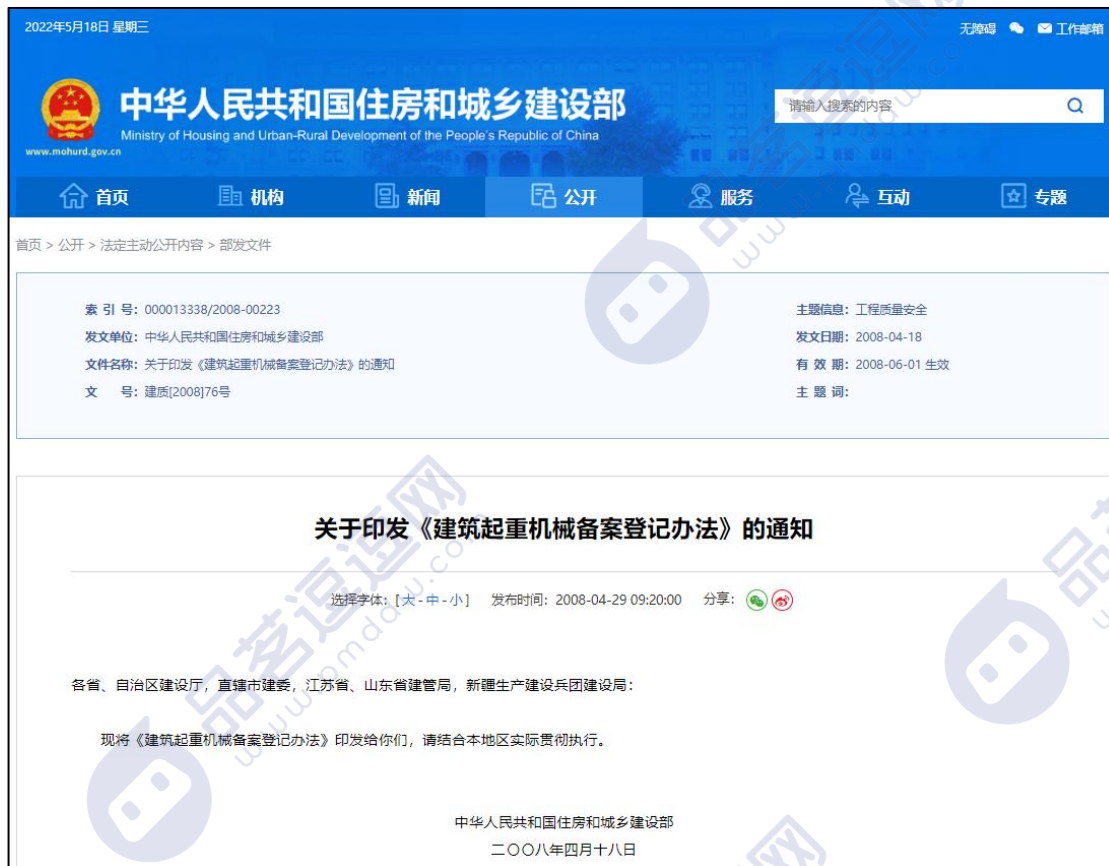 2022年5月18日 星期三
无障碍 工作邮箱
中华人民共和国住房和城乡建设部
Ministry of Housing and Urban-Rural Development of the People's Republic of China
www.mohurd.gov.cn
请输入搜索的内容
首页 机构 新闻 公开 服务 互动 专题
首页 > 公开 > 法定主动公开内容 > 部发文件
索 引 号：000013338/2008-00223 主题信息：工程质量安全
发文单位：中华人民共和国住房和城乡建设部 发文日期：2008-04-18
文件名称：关于印发《建筑起重机械备案登记办法》的通知 有 效 期：2008-06-01 生效
文 号：建质[2008]76号 主 题 词：
关于印发《建筑起重机械备案登记办法》的通知
选择字体：[大 - 中 - 小] 发布时间：2008-04-29 09:20:00 分享：
各省、自治区建设厅，直辖市建委，江苏省、山东省建管局，新疆生产建设兵团建设局：
现将《建筑起重机械备案登记办法》印发给你们，请结合本地区实际贯彻执行。
中华人民共和国住房和城乡建设部
二〇〇八年四月十八日
品茗逗逗网
www.pmddw.com